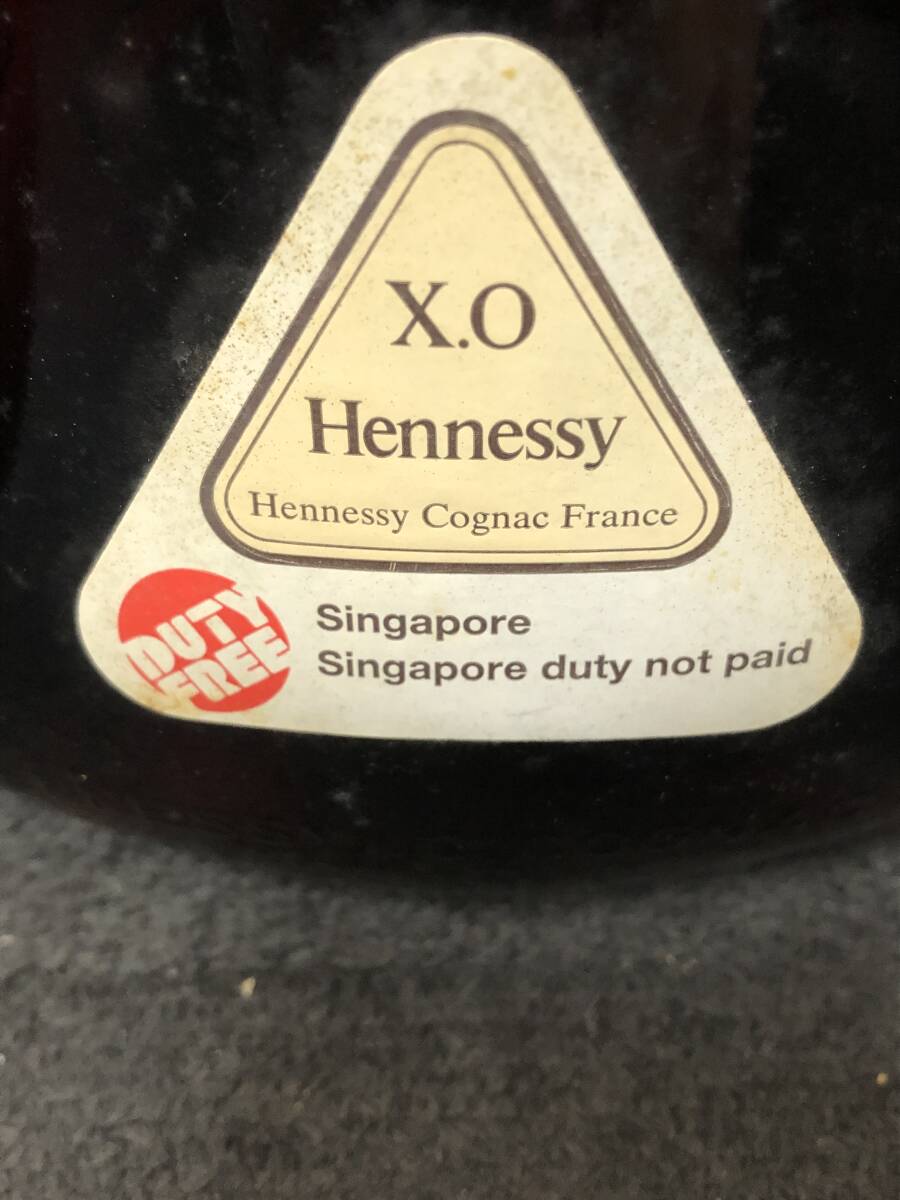 X.O
Hennessy
Hennessy Cognac France
DUTY
FREE
Singapore
Singapore duty not paid